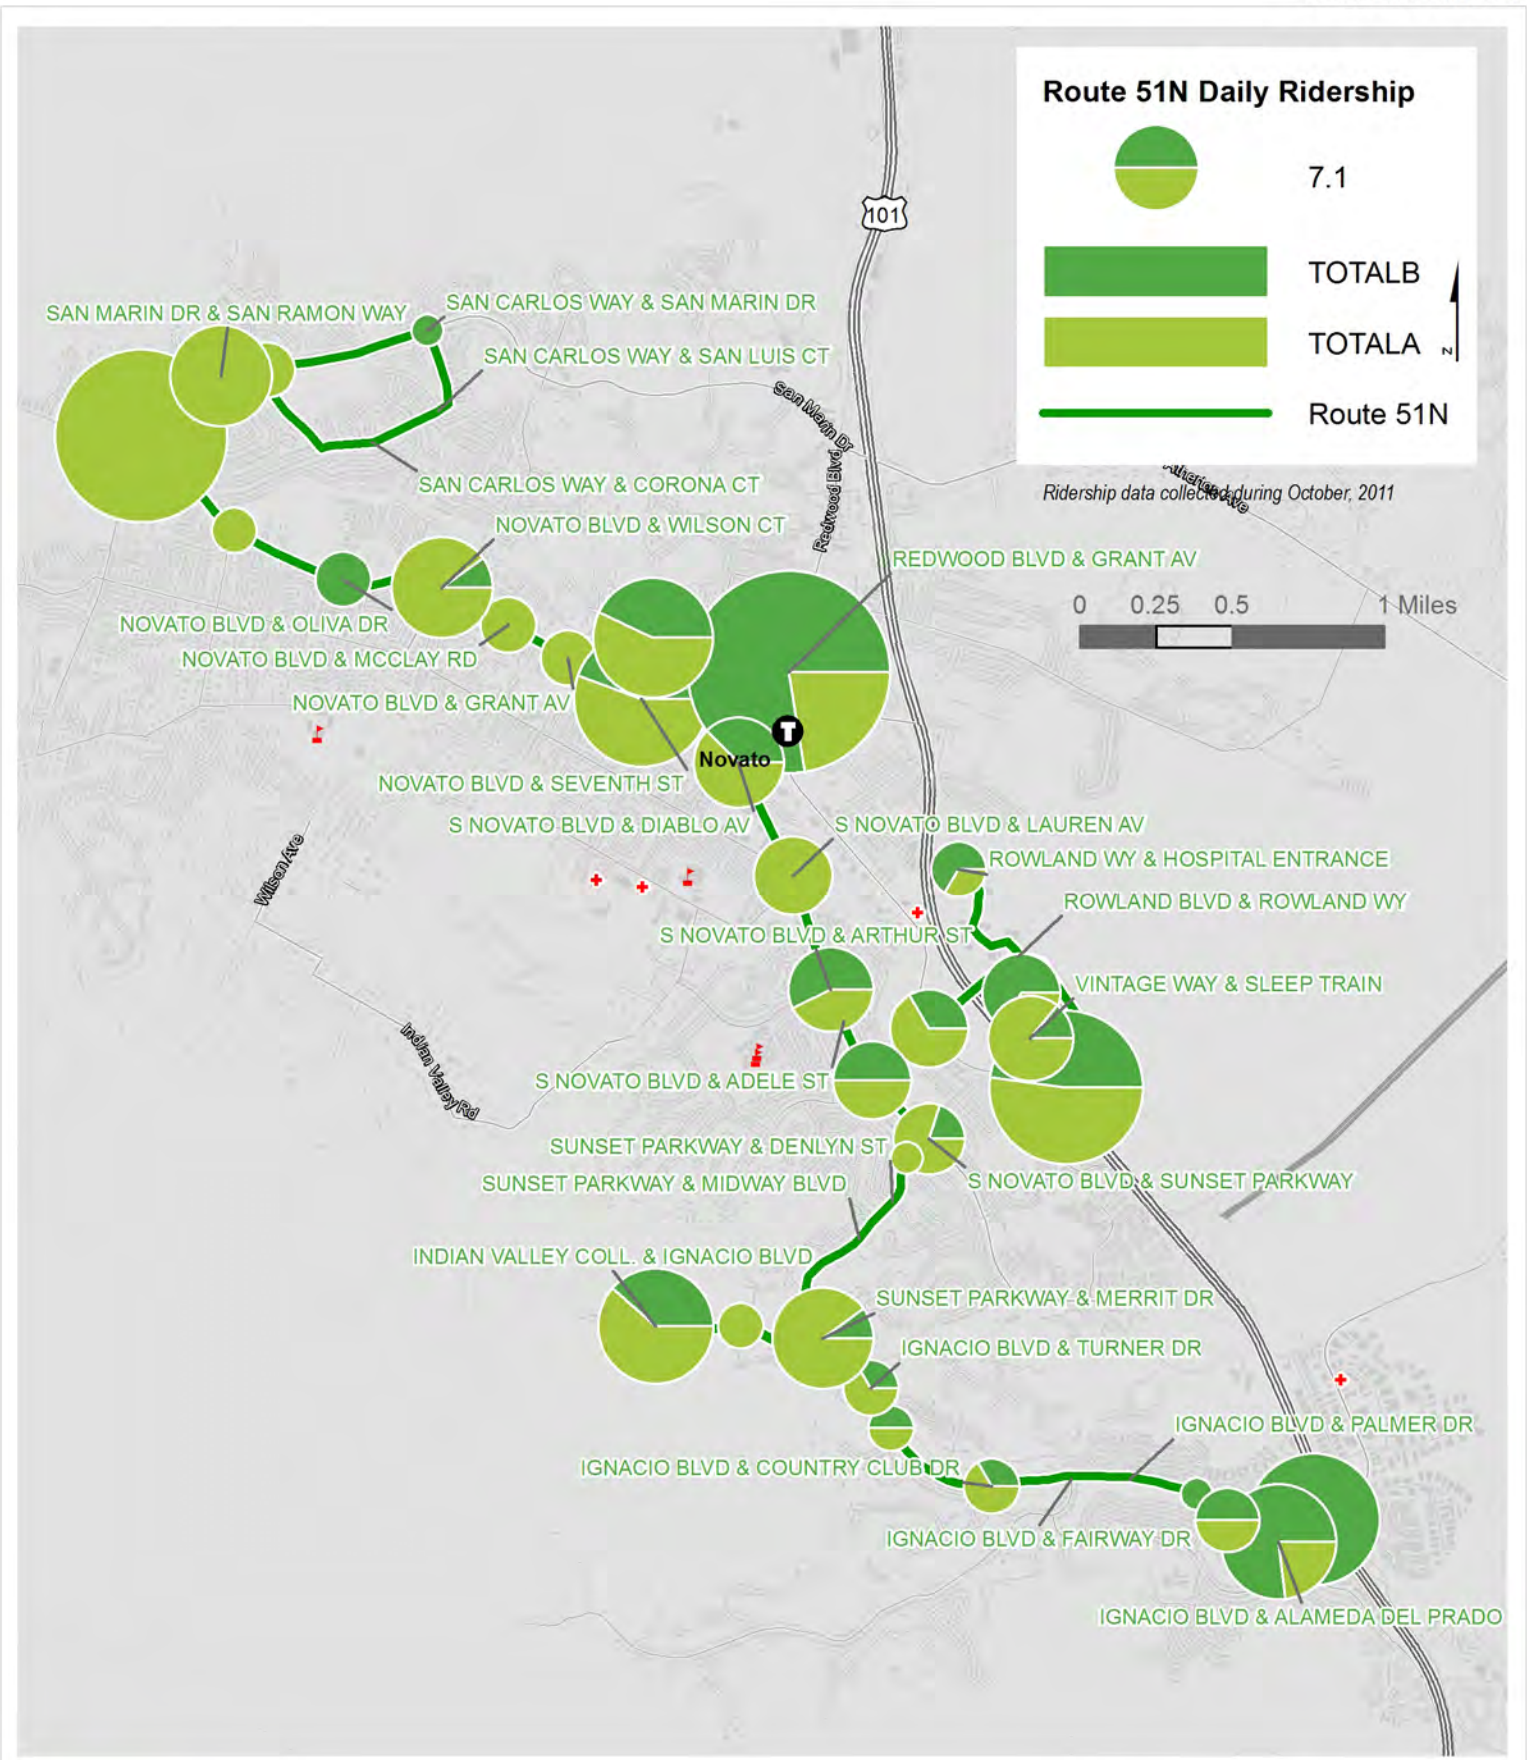 Route 51N Daily Ridership
7.1
TOTALB
TOTALA
N
Route 51N
Ridership data collected during October, 2011
Atherton Ave
0 0.25 0.5 1 Miles
101
San Marin Dr
Redwood Blvd
SAN MARIN DR & SAN RAMON WAY
SAN CARLOS WAY & SAN MARIN DR
SAN CARLOS WAY & SAN LUIS CT
SAN CARLOS WAY & CORONA CT
NOVATO BLVD & WILSON CT
REDWOOD BLVD & GRANT AV
NOVATO BLVD & OLIVA DR
NOVATO BLVD & MCCLAY RD
NOVATO BLVD & GRANT AV
T
Novato
NOVATO BLVD & SEVENTH ST
S NOVATO BLVD & DIABLO AV
S NOVATO BLVD & LAUREN AV
ROWLAND WY & HOSPITAL ENTRANCE
Wilson Ave
ROWLAND BLVD & ROWLAND WY
S NOVATO BLVD & ARTHUR ST
VINTAGE WAY & SLEEP TRAIN
Indian Valley Rd
S NOVATO BLVD & ADELE ST
SUNSET PARKWAY & DENLYN ST
S NOVATO BLVD & SUNSET PARKWAY
SUNSET PARKWAY & MIDWAY BLVD
INDIAN VALLEY COLL. & IGNACIO BLVD
SUNSET PARKWAY & MERRIT DR
IGNACIO BLVD & TURNER DR
IGNACIO BLVD & PALMER DR
IGNACIO BLVD & COUNTRY CLUB DR
IGNACIO BLVD & FAIRWAY DR
IGNACIO BLVD & ALAMEDA DEL PRADO